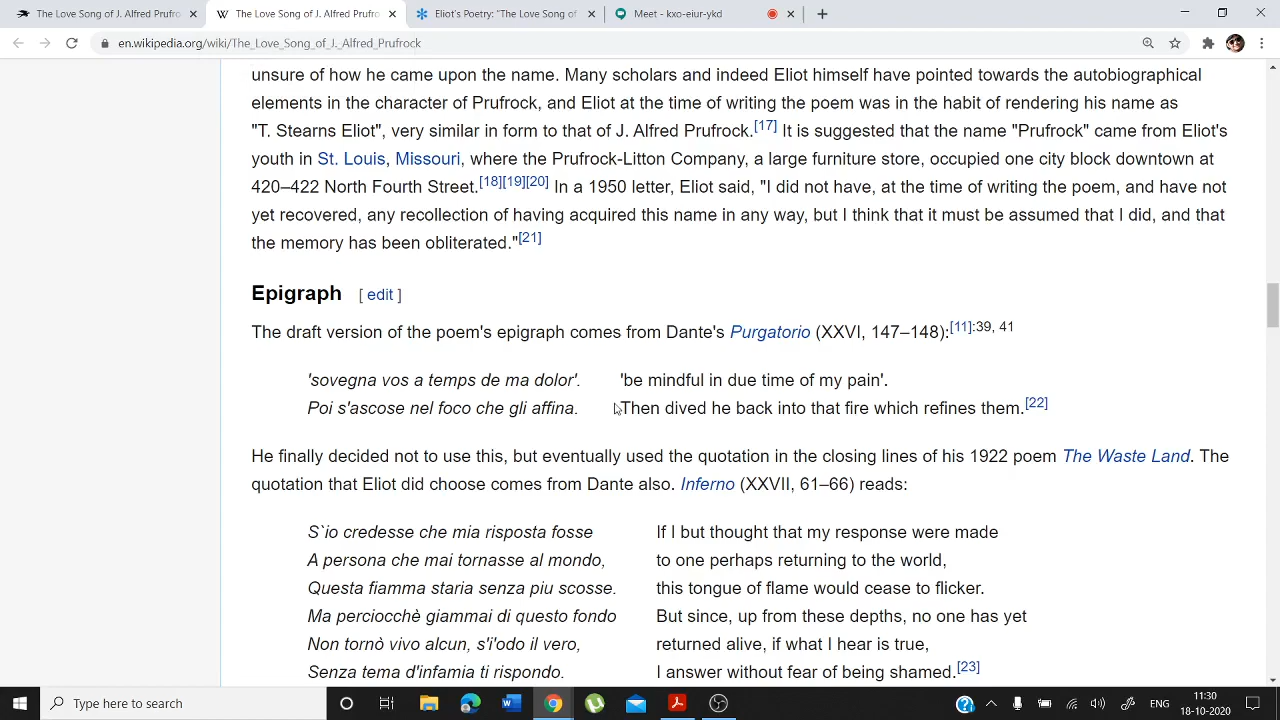 The Love Song of J. Alfred Prufro
The Love Song of J. Alfred Prufro
Eliot's Poetry: "The Love Song of
Meet - kxo-eiur-ykd
en.wikipedia.org/wiki/The_Love_Song_of_J._Alfred_Prufrock
unsure of how he came upon the name. Many scholars and indeed Eliot himself have pointed towards the autobiographical
elements in the character of Prufrock, and Eliot at the time of writing the poem was in the habit of rendering his name as
"T. Stearns Eliot", very similar in form to that of J. Alfred Prufrock.[17] It is suggested that the name "Prufrock" came from Eliot's
youth in St. Louis, Missouri, where the Prufrock-Litton Company, a large furniture store, occupied one city block downtown at
420–422 North Fourth Street.[18][19][20] In a 1950 letter, Eliot said, "I did not have, at the time of writing the poem, and have not
yet recovered, any recollection of having acquired this name in any way, but I think that it must be assumed that I did, and that
the memory has been obliterated."[21]
Epigraph [ edit ]
The draft version of the poem's epigraph comes from Dante's Purgatorio (XXVI, 147–148):[11]:39, 41
'sovegna vos a temps de ma dolor'. 'be mindful in due time of my pain'.
Poi s'ascose nel foco che gli affina. Then dived he back into that fire which refines them.[22]
He finally decided not to use this, but eventually used the quotation in the closing lines of his 1922 poem The Waste Land. The
quotation that Eliot did choose comes from Dante also. Inferno (XXVII, 61–66) reads:
S`io credesse che mia risposta fosse If I but thought that my response were made
A persona che mai tornasse al mondo, to one perhaps returning to the world,
Questa fiamma staria senza piu scosse. this tongue of flame would cease to flicker.
Ma perciocchè giammai di questo fondo But since, up from these depths, no one has yet
Non tornò vivo alcun, s'i'odo il vero, returned alive, if what I hear is true,
Senza tema d'infamia ti rispondo. I answer without fear of being shamed.[23]
Type here to search
ENG
11:30
18-10-2020